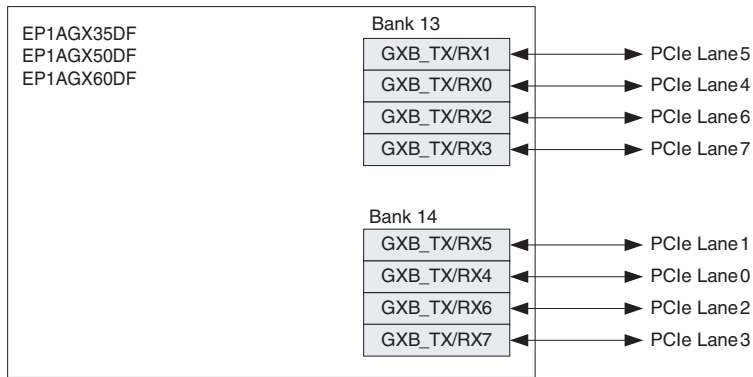 EP1AGX35DF
EP1AGX50DF
EP1AGX60DF
Bank 13
GXB_TX/RX1 PCIe Lane 5
GXB_TX/RX0 PCIe Lane 4
GXB_TX/RX2 PCIe Lane 6
GXB_TX/RX3 PCIe Lane 7
Bank 14
GXB_TX/RX5 PCIe Lane 1
GXB_TX/RX4 PCIe Lane 0
GXB_TX/RX6 PCIe Lane 2
GXB_TX/RX7 PCIe Lane 3